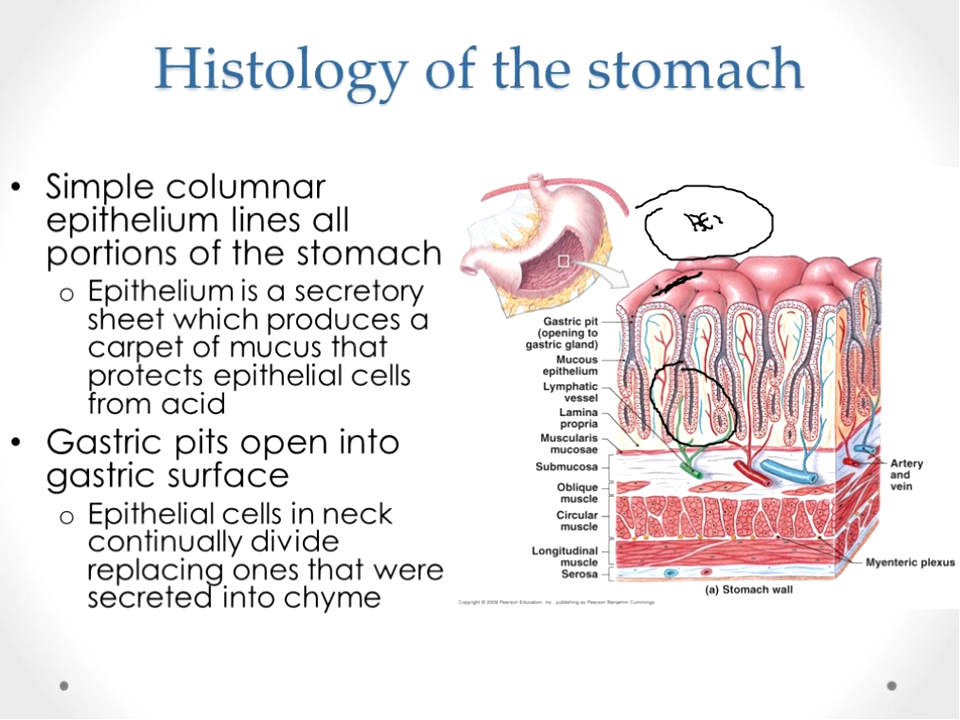 Histology of the stomach
• Simple columnar
epithelium lines all
portions of the stomach
o Epithelium is a secretory
sheet which produces a
carpet of mucus that
protects epithelial cells
from acid
• Gastric pits open into
gastric surface
o Epithelial cells in neck
continually divide
replacing ones that were
secreted into chyme
Gastric pit
(opening to
gastric gland)
Mucous
epithelium
Lymphatic
vessel
Lamina
propria
Muscularis
mucosae
Submucosa
Oblique
muscle
Circular
muscle
Longitudinal
muscle
Serosa
Artery
and
vein
Myenteric plexus
(a) Stomach wall
Copyright © 2009 Pearson Education, Inc., publishing as Pearson Benjamin Cummings.